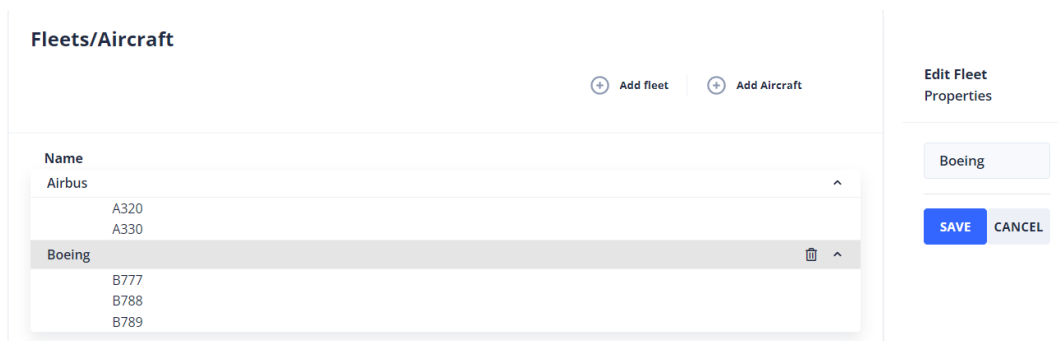 Fleets/Aircraft
Add fleet
Add Aircraft
Name
Airbus
A320
A330
Boeing
B777
B788
B789
Edit Fleet
Properties
Boeing
SAVE
CANCEL